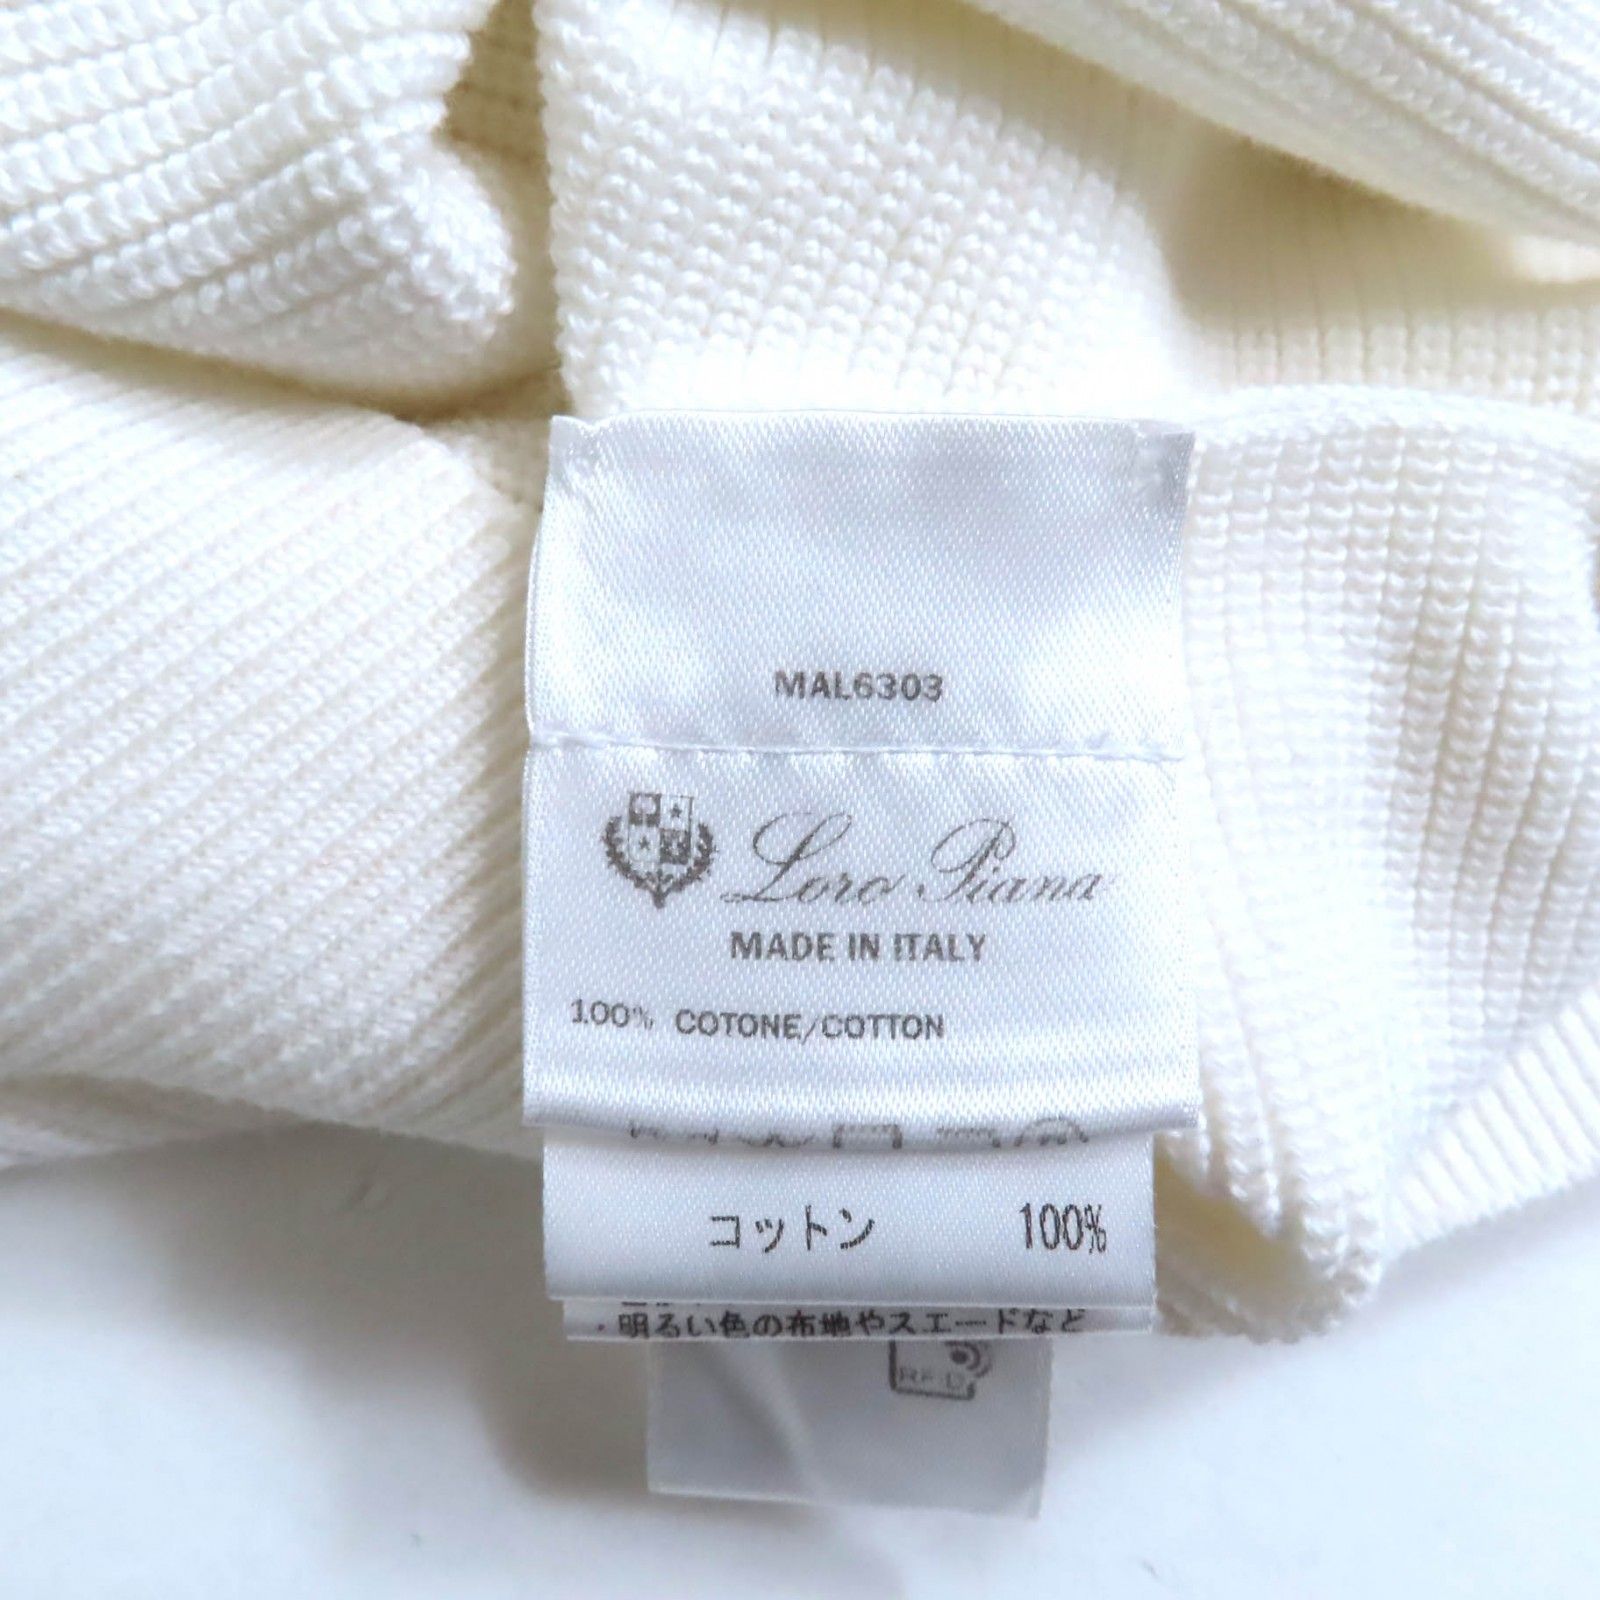 MAL6303
Loro Piana
MADE IN ITALY
100% COTONE/COTTON
コットン 100%
・明るい色の布地やスエードなど
RFID